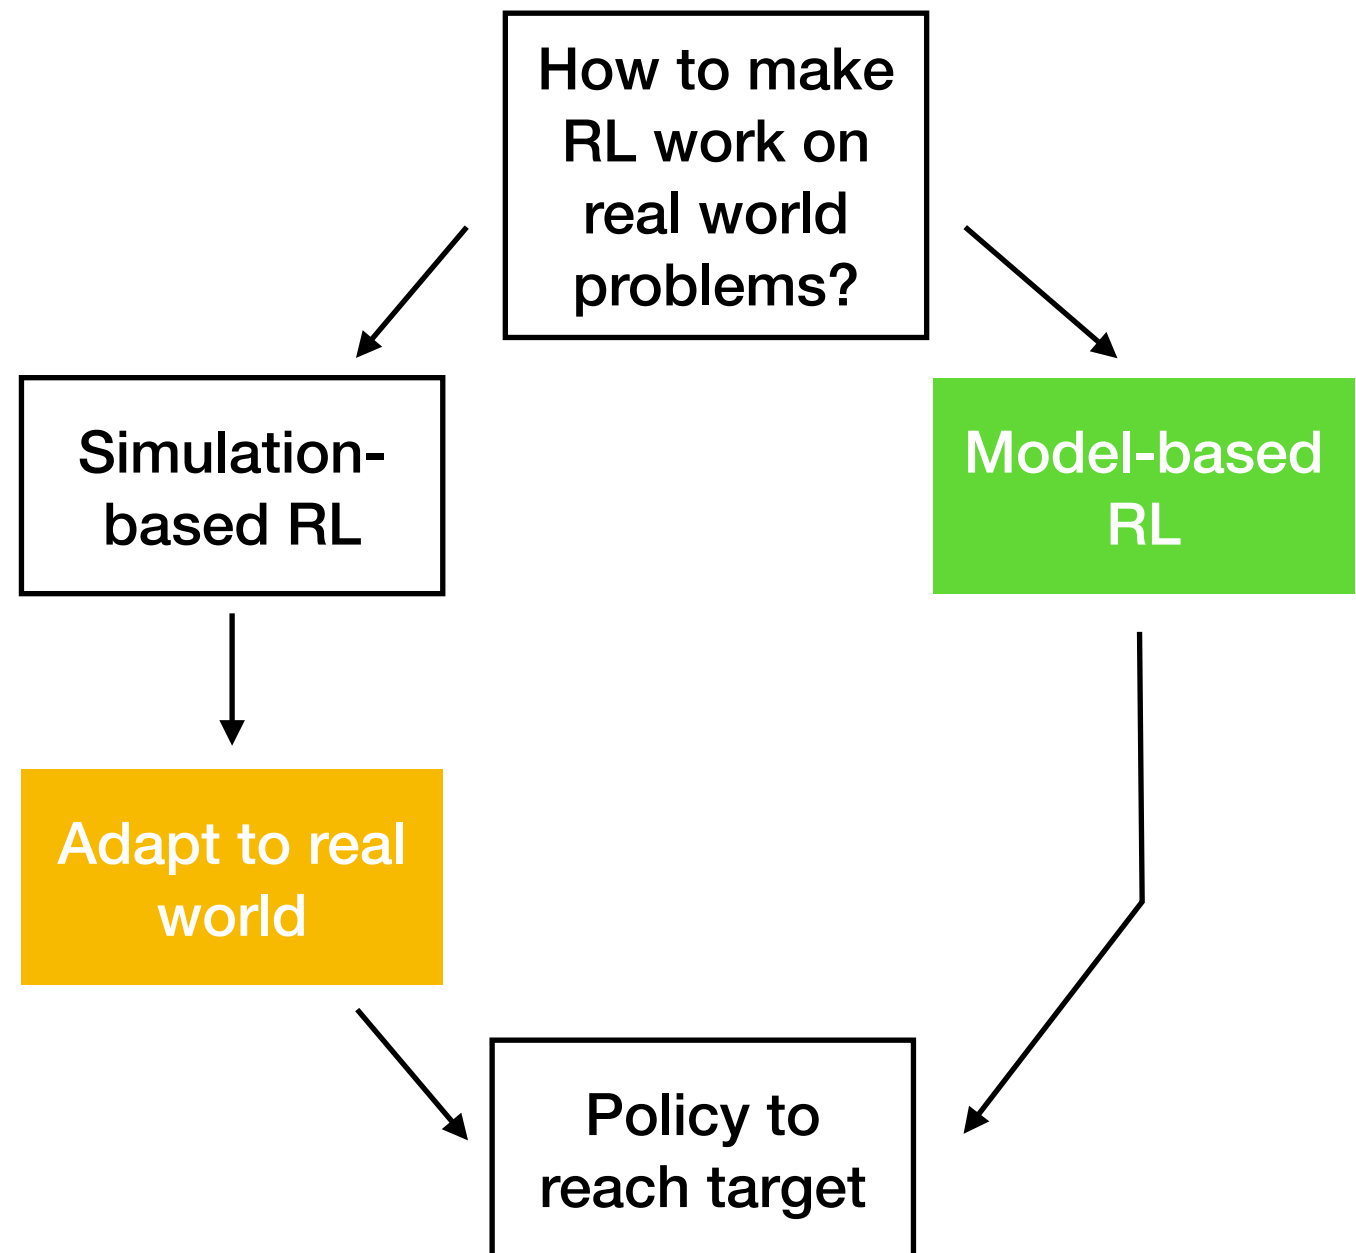 How to make
RL work on
real world
problems?
Simulation-
based RL
Model-based
RL
Adapt to real
world
Policy to
reach target